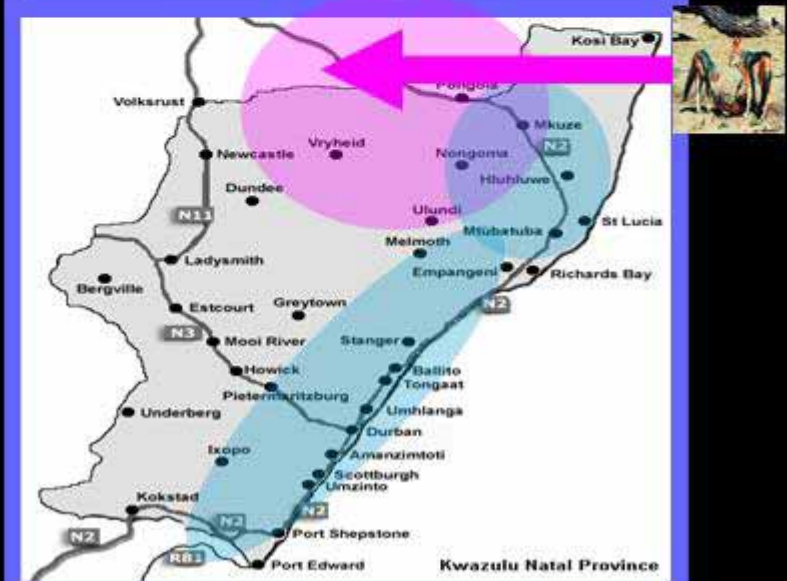 Kosi Bay
Pongola
Volksrust
Mkuze
N2
Vryheid
Newcastle
Nongoma
Hluhluwe
Dundee
N11
Ulundi
St Lucia
Mtubatuba
Melmoth
Ladysmith
Empangeni
Richards Bay
Bergville
Greytown
N2
Estcourt
N3
Mooi River
Stanger
Howick
Ballito
Tongaat
Pietermaritzburg
Underberg
Umhlanga
Durban
Ixopo
Amanzimtoti
Scottburgh
Umzinto
Kokstad
N2
N2
N2
Port Shepstone
R61
Port Edward
Kwazulu Natal Province